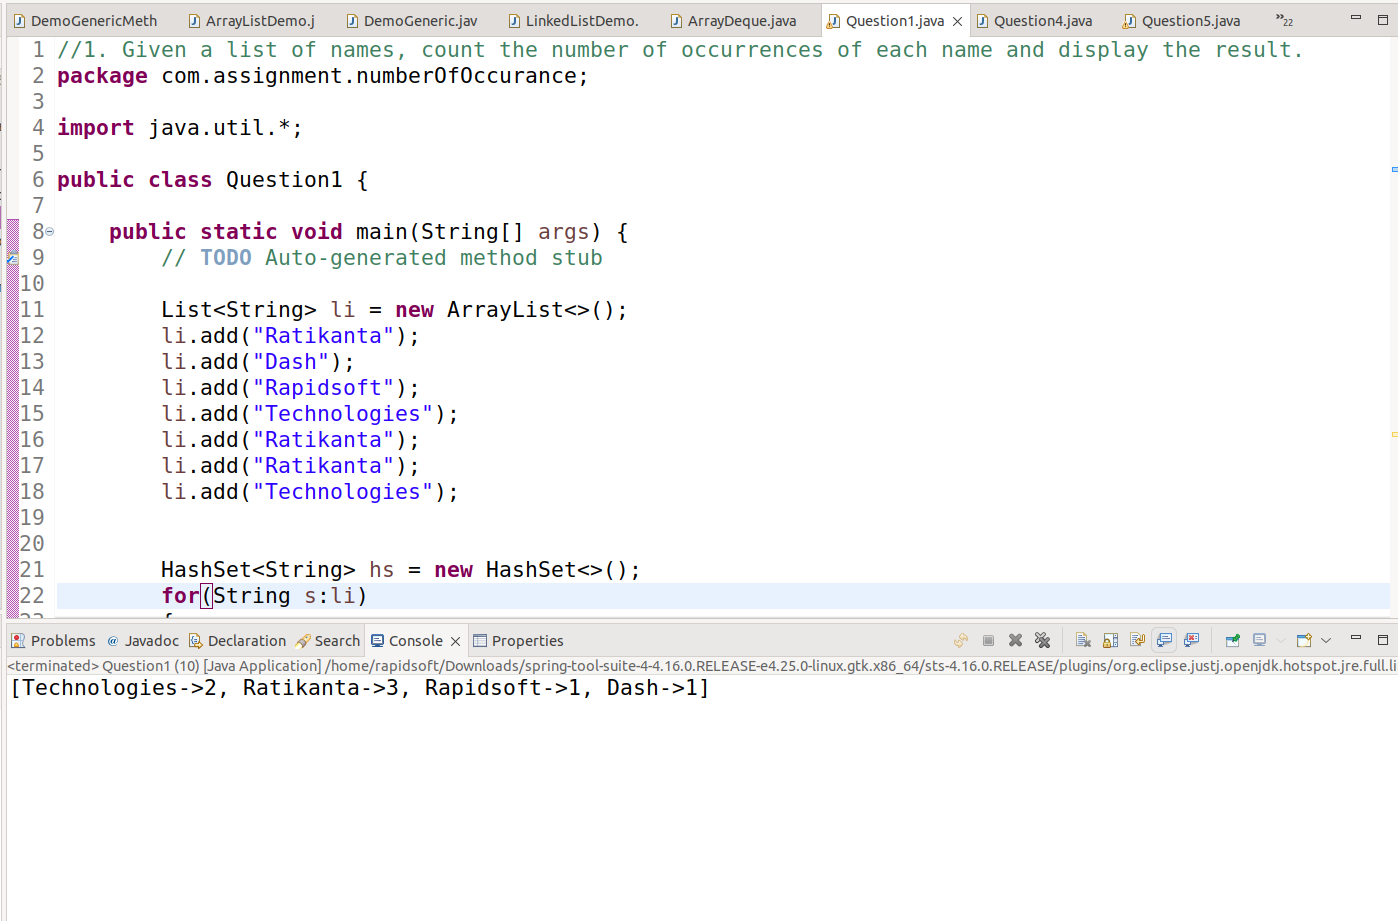 DemoGenericMeth ArrayListDemo.j DemoGeneric.jav LinkedListDemo. ArrayDeque.java Question1.java Question4.java Question5.java »22
1 //1. Given a list of names, count the number of occurrences of each name and display the result.
2 package com.assignment.numberOfOccurance;
3
4 import java.util.*;
5
6 public class Question1 {
7
8 public static void main(String[] args) {
9 // TODO Auto-generated method stub
10
11 List<String> li = new ArrayList<>();
12 li.add("Ratikanta");
13 li.add("Dash");
14 li.add("Rapidsoft");
15 li.add("Technologies");
16 li.add("Ratikanta");
17 li.add("Ratikanta");
18 li.add("Technologies");
19
20
21 HashSet<String> hs = new HashSet<>();
22 for(String s:li)
Problems @ Javadoc Declaration Search Console Properties
<terminated> Question1 (10) [Java Application] /home/rapidsoft/Downloads/spring-tool-suite-4-4.16.0.RELEASE-e4.25.0-linux.gtk.x86_64/sts-4.16.0.RELEASE/plugins/org.eclipse.justj.openjdk.hotspot.jre.full.li
[Technologies->2, Ratikanta->3, Rapidsoft->1, Dash->1]